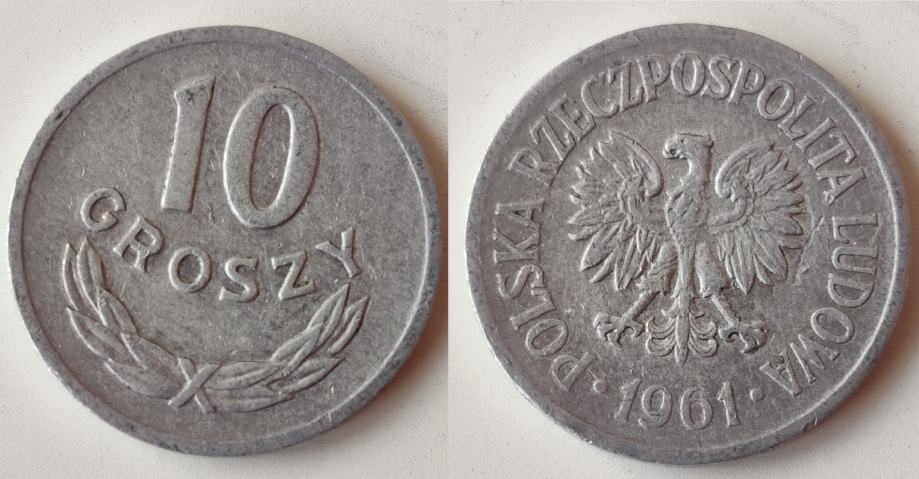 10
GROSZY
POLSKA RZECZPOSPOLITA LUDOWA
· 1961 ·